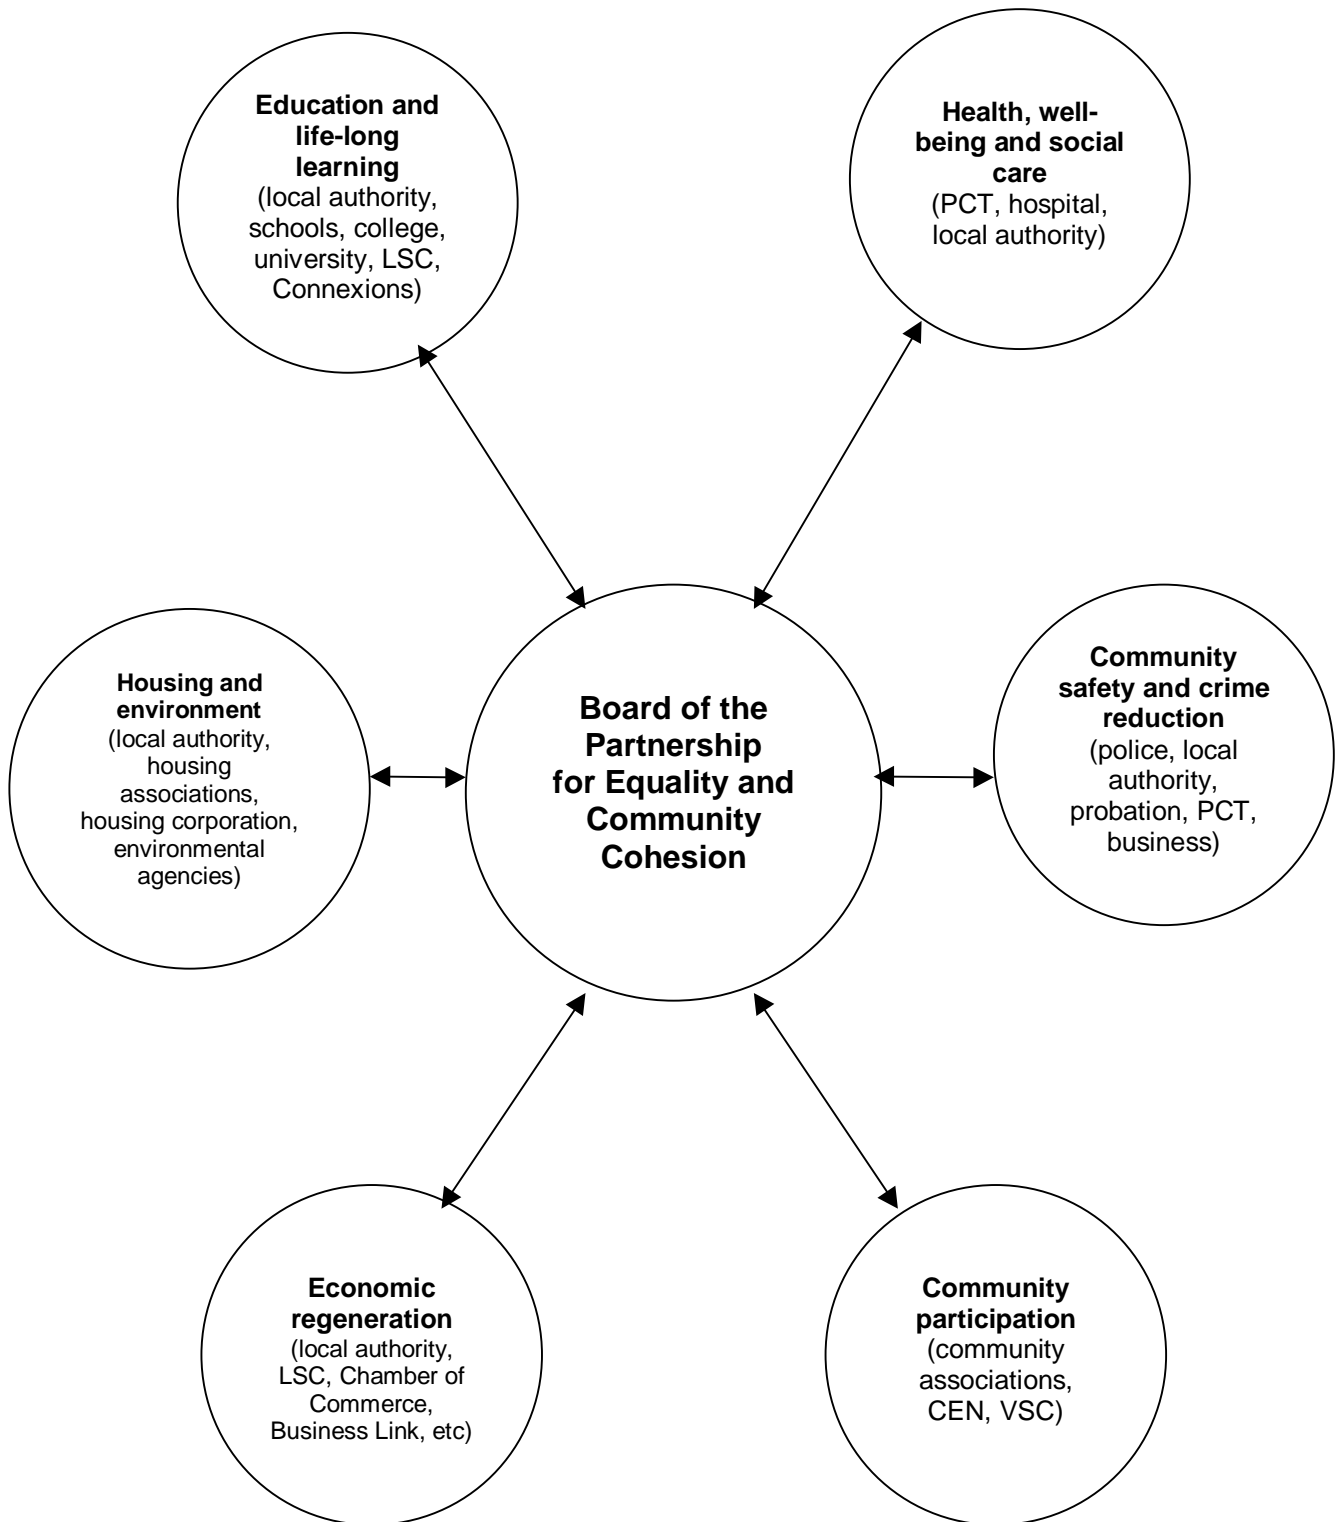 Education and
life-long
learning
(local authority,
schools, college,
university, LSC,
Connexions)
Health, well-
being and social
care
(PCT, hospital,
local authority)
Housing and
environment
(local authority,
housing
associations,
housing corporation,
environmental
agencies)
Board of the
Partnership
for Equality and
Community
Cohesion
Community
safety and crime
reduction
(police, local
authority,
probation, PCT,
business)
Economic
regeneration
(local authority,
LSC, Chamber of
Commerce,
Business Link, etc)
Community
participation
(community
associations,
CEN, VSC)